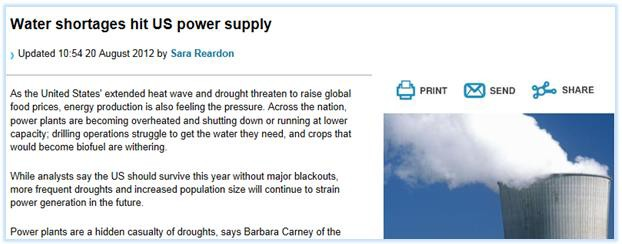 Water shortages hit US power supply
Updated 10:54 20 August 2012 by Sara Reardon
PRINT SEND SHARE
As the United States' extended heat wave and drought threaten to raise global
food prices, energy production is also feeling the pressure. Across the nation,
power plants are becoming overheated and shutting down or running at lower
capacity; drilling operations struggle to get the water they need, and crops that
would become biofuel are withering.
While analysts say the US should survive this year without major blackouts,
more frequent droughts and increased population size will continue to strain
power generation in the future.
Power plants are a hidden casualty of droughts, says Barbara Carney of the